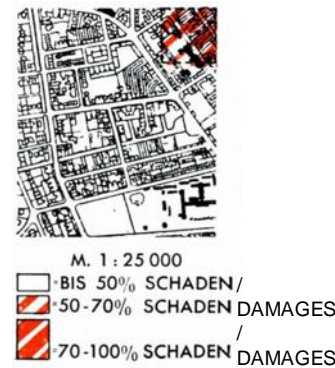 M. 1:25 000
=BIS 50% SCHADEN /
=50-70% SCHADEN DAMAGES
/
=70-100% SCHADEN DAMAGES